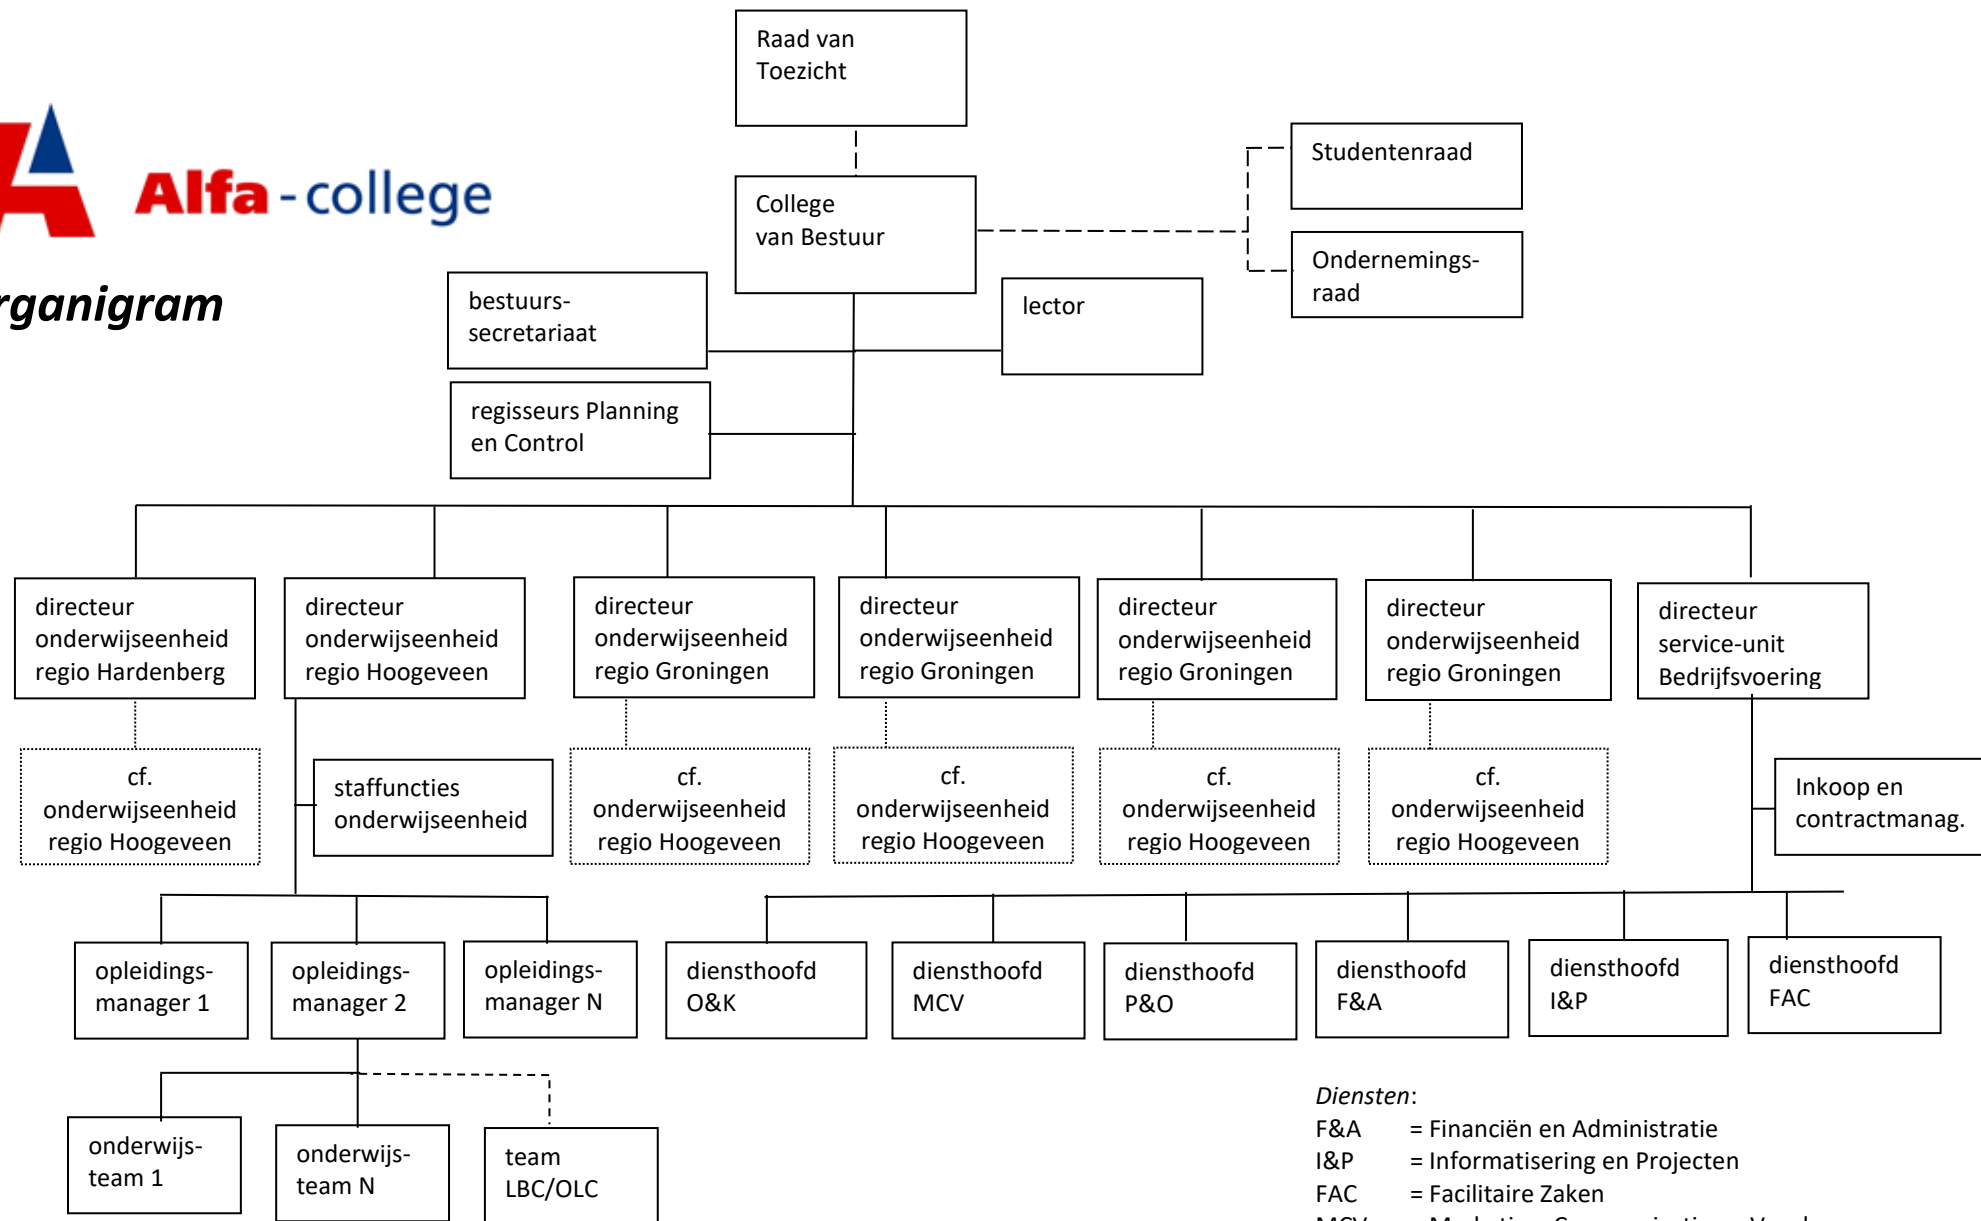 Raad van
Toezicht
Alfa-college
Studentenraad
College
van Bestuur
Ondernemings-
raad
rganigram
bestuurs-
secretariaat
lector
regisseurs Planning
en Control
directeur
onderwijseenheid
regio Hardenberg
directeur
onderwijseenheid
regio Hoogeveen
directeur
onderwijseenheid
regio Groningen
directeur
onderwijseenheid
regio Groningen
directeur
onderwijseenheid
regio Groningen
directeur
onderwijseenheid
regio Groningen
directeur
service-unit
Bedrijfsvoering
cf.
onderwijseenheid
regio Hoogeveen
staffuncties
onderwijseenheid
cf.
onderwijseenheid
regio Hoogeveen
cf.
onderwijseenheid
regio Hoogeveen
cf.
onderwijseenheid
regio Hoogeveen
cf.
onderwijseenheid
regio Hoogeveen
Inkoop en
contractmanag.
opleidings-
manager 1
opleidings-
manager 2
opleidings-
manager N
diensthoofd
O&K
diensthoofd
MCV
diensthoofd
P&O
diensthoofd
F&A
diensthoofd
I&P
diensthoofd
FAC
onderwijs-
team 1
onderwijs-
team N
team
LBC/OLC
Diensten:
F&A = Financiën en Administratie
I&P = Informatisering en Projecten
FAC = Facilitaire Zaken